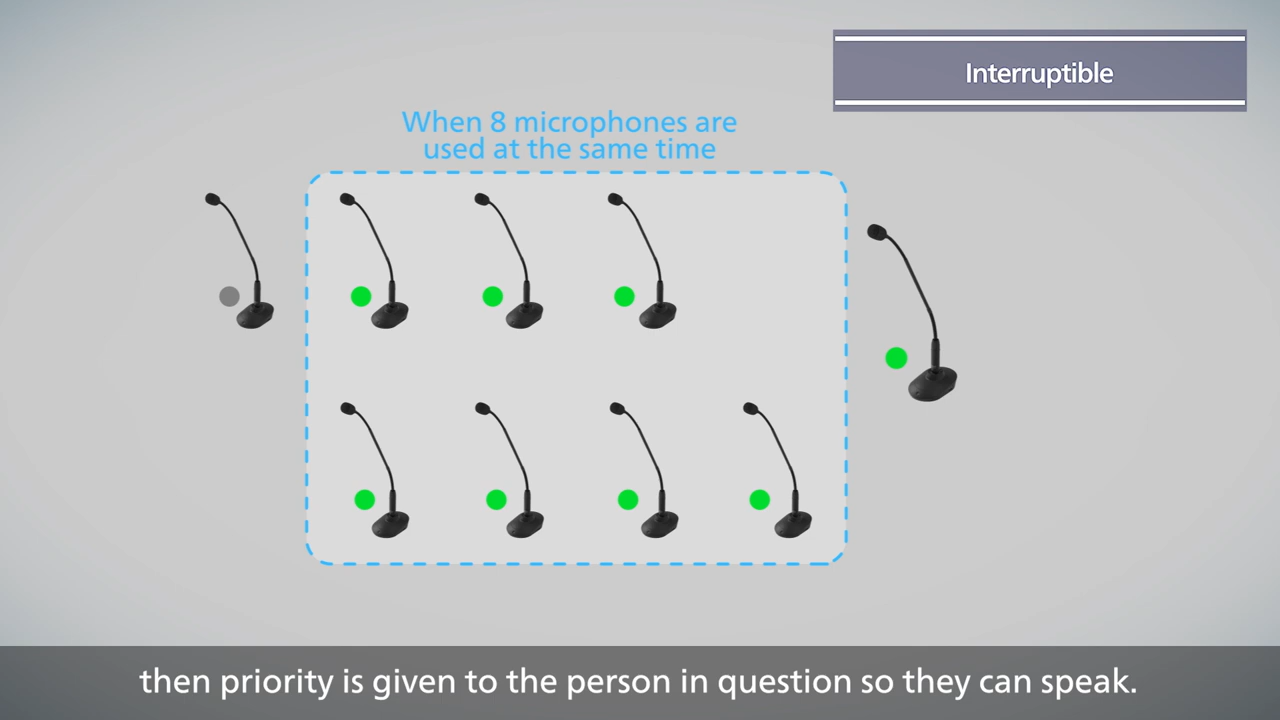 Interruptible
When 8 microphones are
used at the same time
then priority is given to the person in question so they can speak.